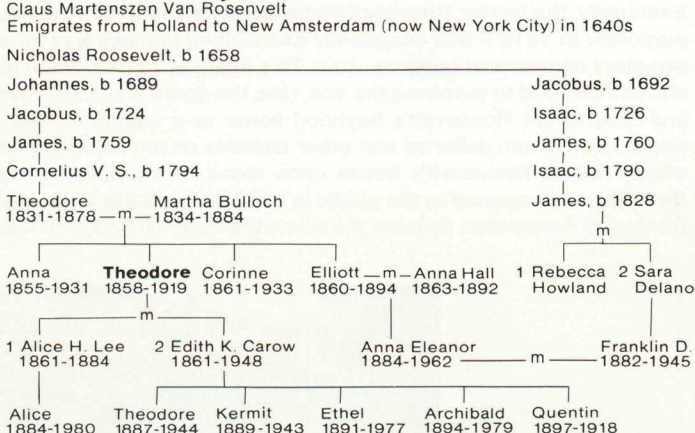 Claus Martenszen Van Rosenvelt
Emigrates from Holland to New Amsterdam (now New York City) in 1640s
Nicholas Roosevelt, b 1658
Johannes, b 1689 Jacobus, b 1692
Jacobus, b 1724 Isaac, b 1726
James, b 1759 James, b 1760
Cornelius V. S., b 1794 Isaac, b 1790
Theodore Martha Bulloch James, b 1828
1831-1878 m 1834-1884 m
Anna Theodore Corinne Elliott m Anna Hall 1 Rebecca 2 Sara
1855-1931 1858-1919 1861-1933 1860-1894 1863-1892 Howland Delano
m
1 Alice H. Lee 2 Edith K. Carow Anna Eleanor Franklin D.
1861-1884 1861-1948 1884-1962 m 1882-1945
Alice Theodore Kermit Ethel Archibald Quentin
1884-1980 1887-1944 1889-1943 1891-1977 1894-1979 1897-1918